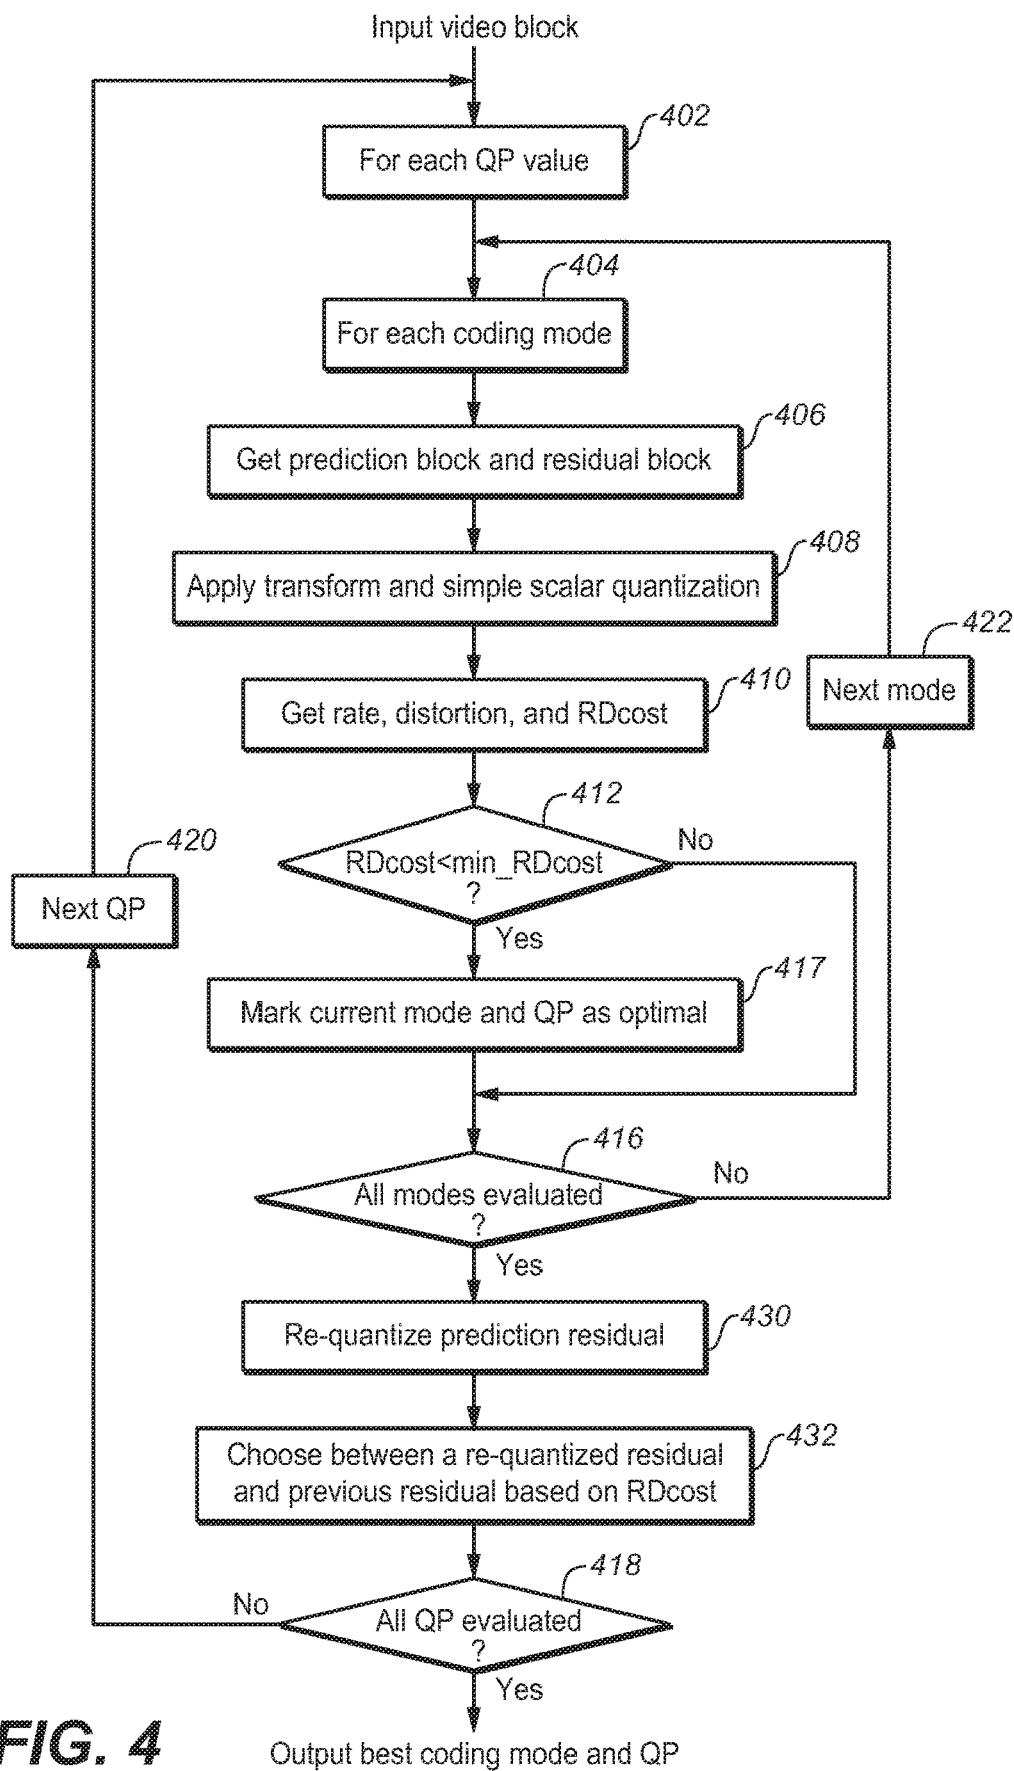 Input video block
402
For each QP value
404
For each coding mode
406
Get prediction block and residual block
408
Apply transform and simple scalar quantization
422
Next mode
410
Get rate, distortion, and RDcost
412
RDcost<min_RDcost
?
No
Yes
420
Next QP
417
Mark current mode and QP as optimal
416
All modes evaluated
?
No
Yes
430
Re-quantize prediction residual
432
Choose between a re-quantized residual
and previous residual based on RDcost
418
All QP evaluated
?
No
Yes
Output best coding mode and QP
FIG. 4